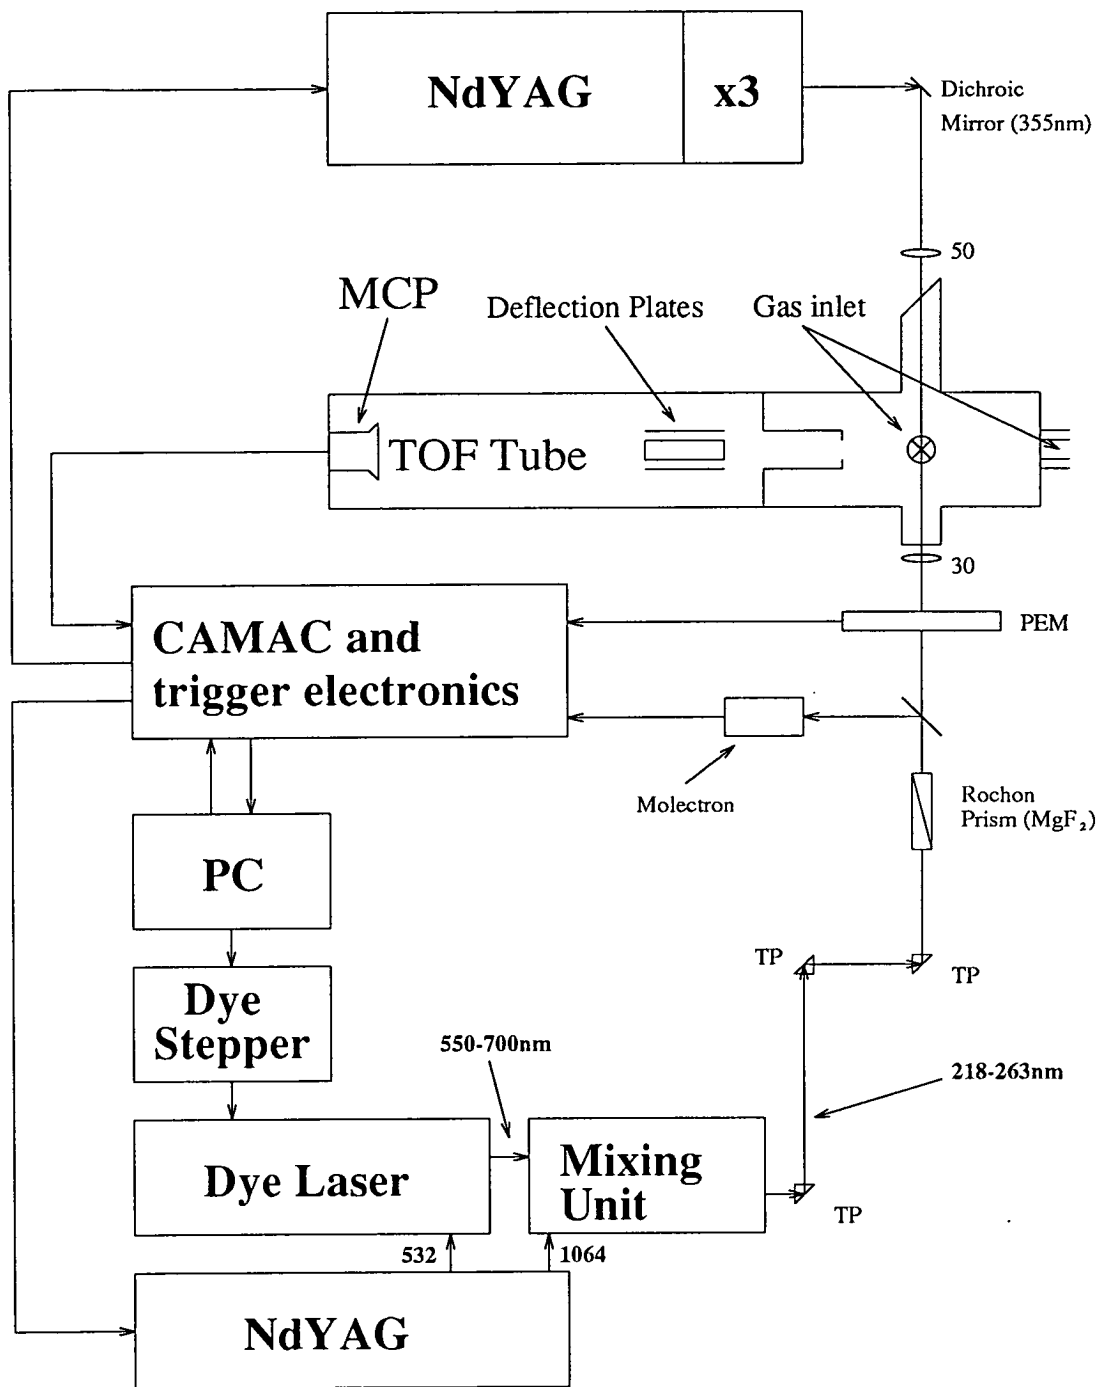 NdYAG
x3
Dichroic
Mirror (355nm)
50
MCP
Deflection Plates
Gas inlet
TOF Tube
30
CAMAC and
trigger electronics
PEM
Molectron
Rochon
Prism (MgF₂)
PC
TP
TP
Dye
Stepper
550-700nm
218-263nm
Dye Laser
Mixing
Unit
TP
532
1064
NdYAG